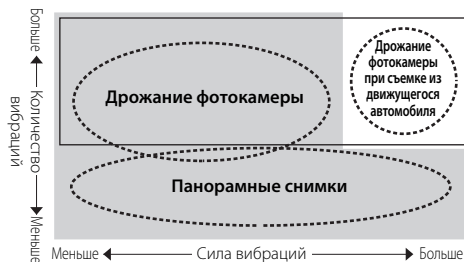 Больше
Количество
вибраций
Меньше
Дрожание фотокамеры
Дрожание
фотокамеры
при съемке из
движущегося
автомобиля
Панорамные снимки
Меньше
Сила вибраций
Больше